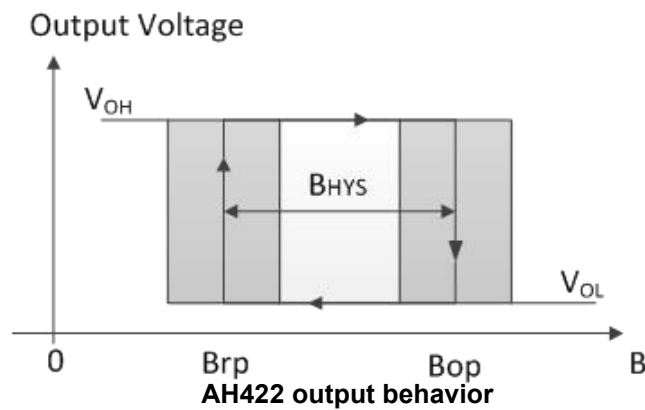 Output Voltage
VOH
BHYS
VOL
0
Brp
Bop
B
AH422 output behavior